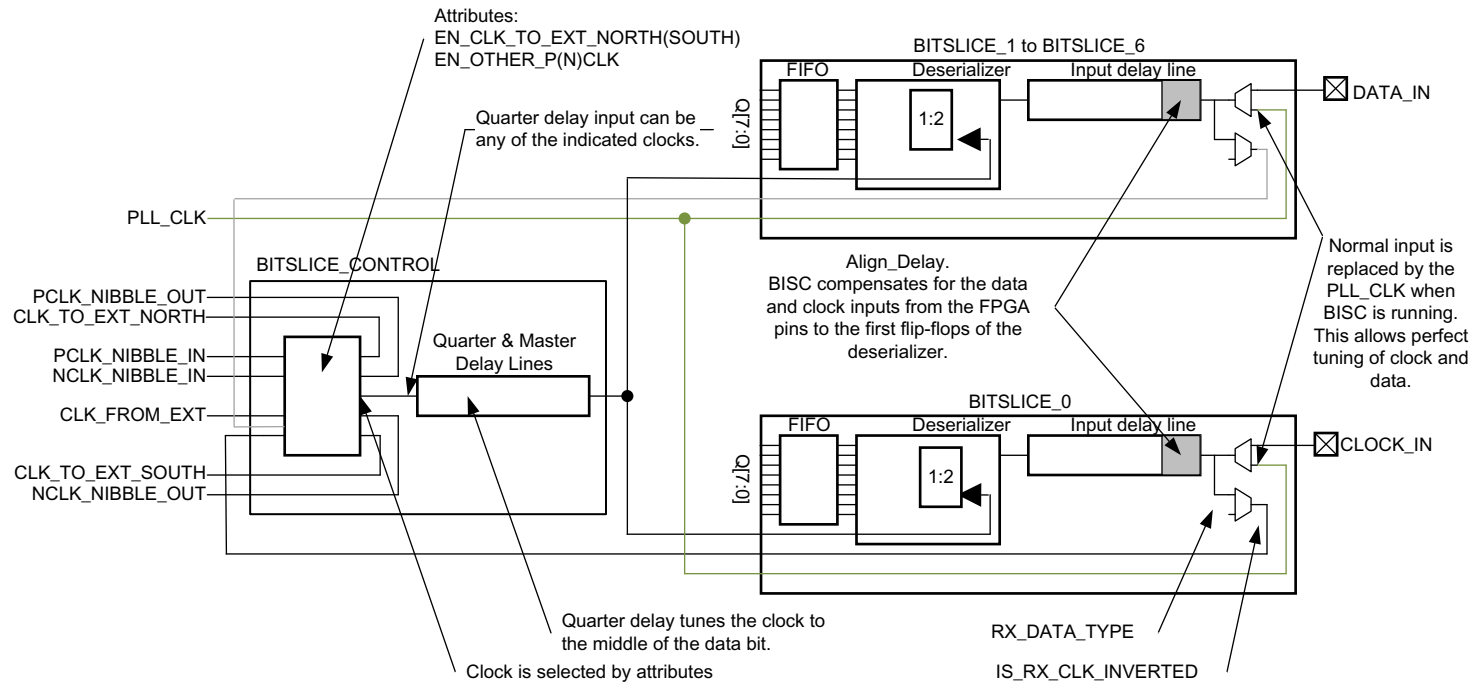 Attributes:
EN_CLK_TO_EXT_NORTH(SOUTH)
EN_OTHER_P(N)CLK
Quarter delay input can be
any of the indicated clocks.
BITSLICE_1 to BITSLICE_6
FIFO
Deserializer
Input delay line
Q[7:0]
1:2
DATA_IN
PLL_CLK
BITSLICE_CONTROL
PCLK_NIBBLE_OUT
CLK_TO_EXT_NORTH
PCLK_NIBBLE_IN
NCLK_NIBBLE_IN
CLK_FROM_EXT
CLK_TO_EXT_SOUTH
NCLK_NIBBLE_OUT
Quarter & Master
Delay Lines
Align_Delay.
BISC compensates for the data
and clock inputs from the FPGA
pins to the first flip-flops of the
deserializer.
Normal input is
replaced by the
PLL_CLK when
BISC is running.
This allows perfect
tuning of clock and
data.
BITSLICE_0
FIFO
Deserializer
Input delay line
Q[7:0]
1:2
CLOCK_IN
Quarter delay tunes the clock to
the middle of the data bit.
Clock is selected by attributes
RX_DATA_TYPE
IS_RX_CLK_INVERTED